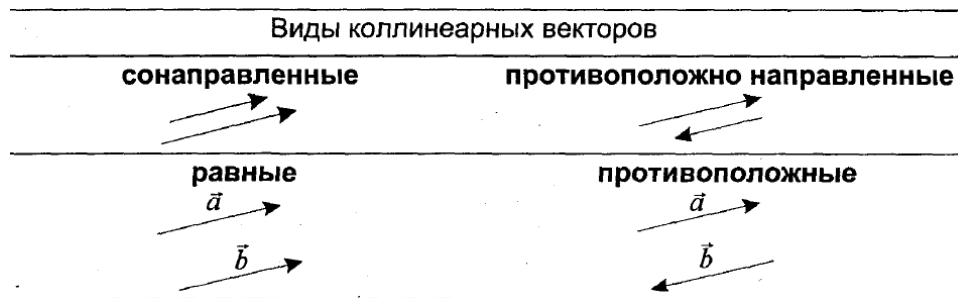 Виды коллинеарных векторов
сонаправленные противоположно направленные
равные противоположные
a⃗ a⃗
b⃗ b⃗